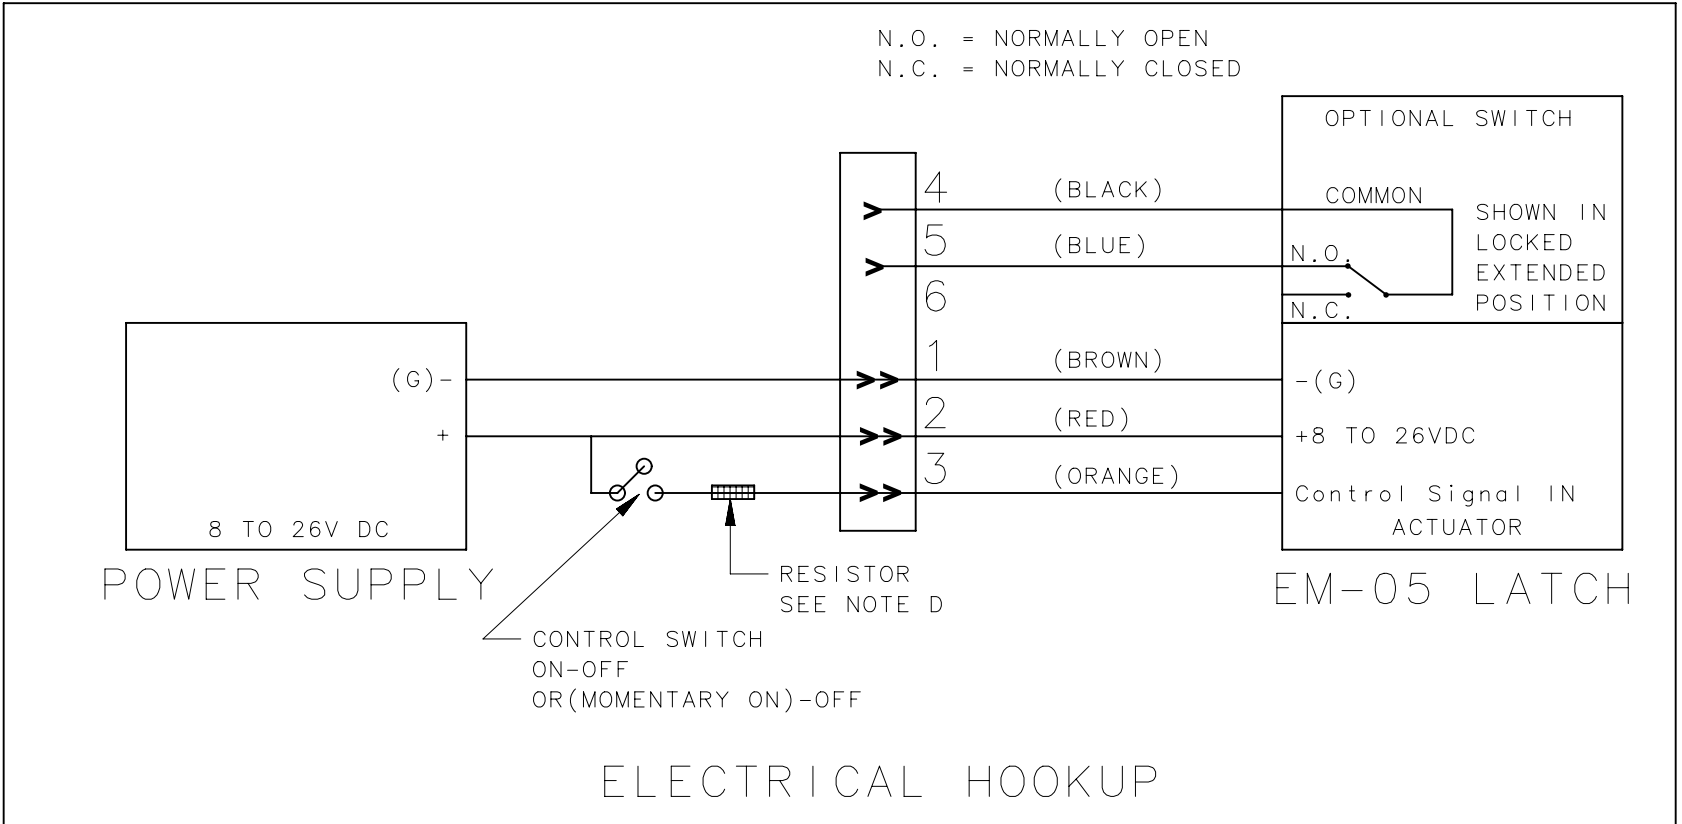 N.O. = NORMALLY OPEN
N.C. = NORMALLY CLOSED
OPTIONAL SWITCH
4 (BLACK) COMMON
SHOWN IN
LOCKED
EXTENDED
POSITION
5 (BLUE) N.O.
6 N.C.
(G)- 1 (BROWN) -(G)
+ 2 (RED) +8 TO 26VDC
3 (ORANGE) Control Signal IN
ACTUATOR
8 TO 26V DC
POWER SUPPLY
EM-05 LATCH
RESISTOR
SEE NOTE D
CONTROL SWITCH
ON-OFF
OR(MOMENTARY ON)-OFF
ELECTRICAL HOOKUP